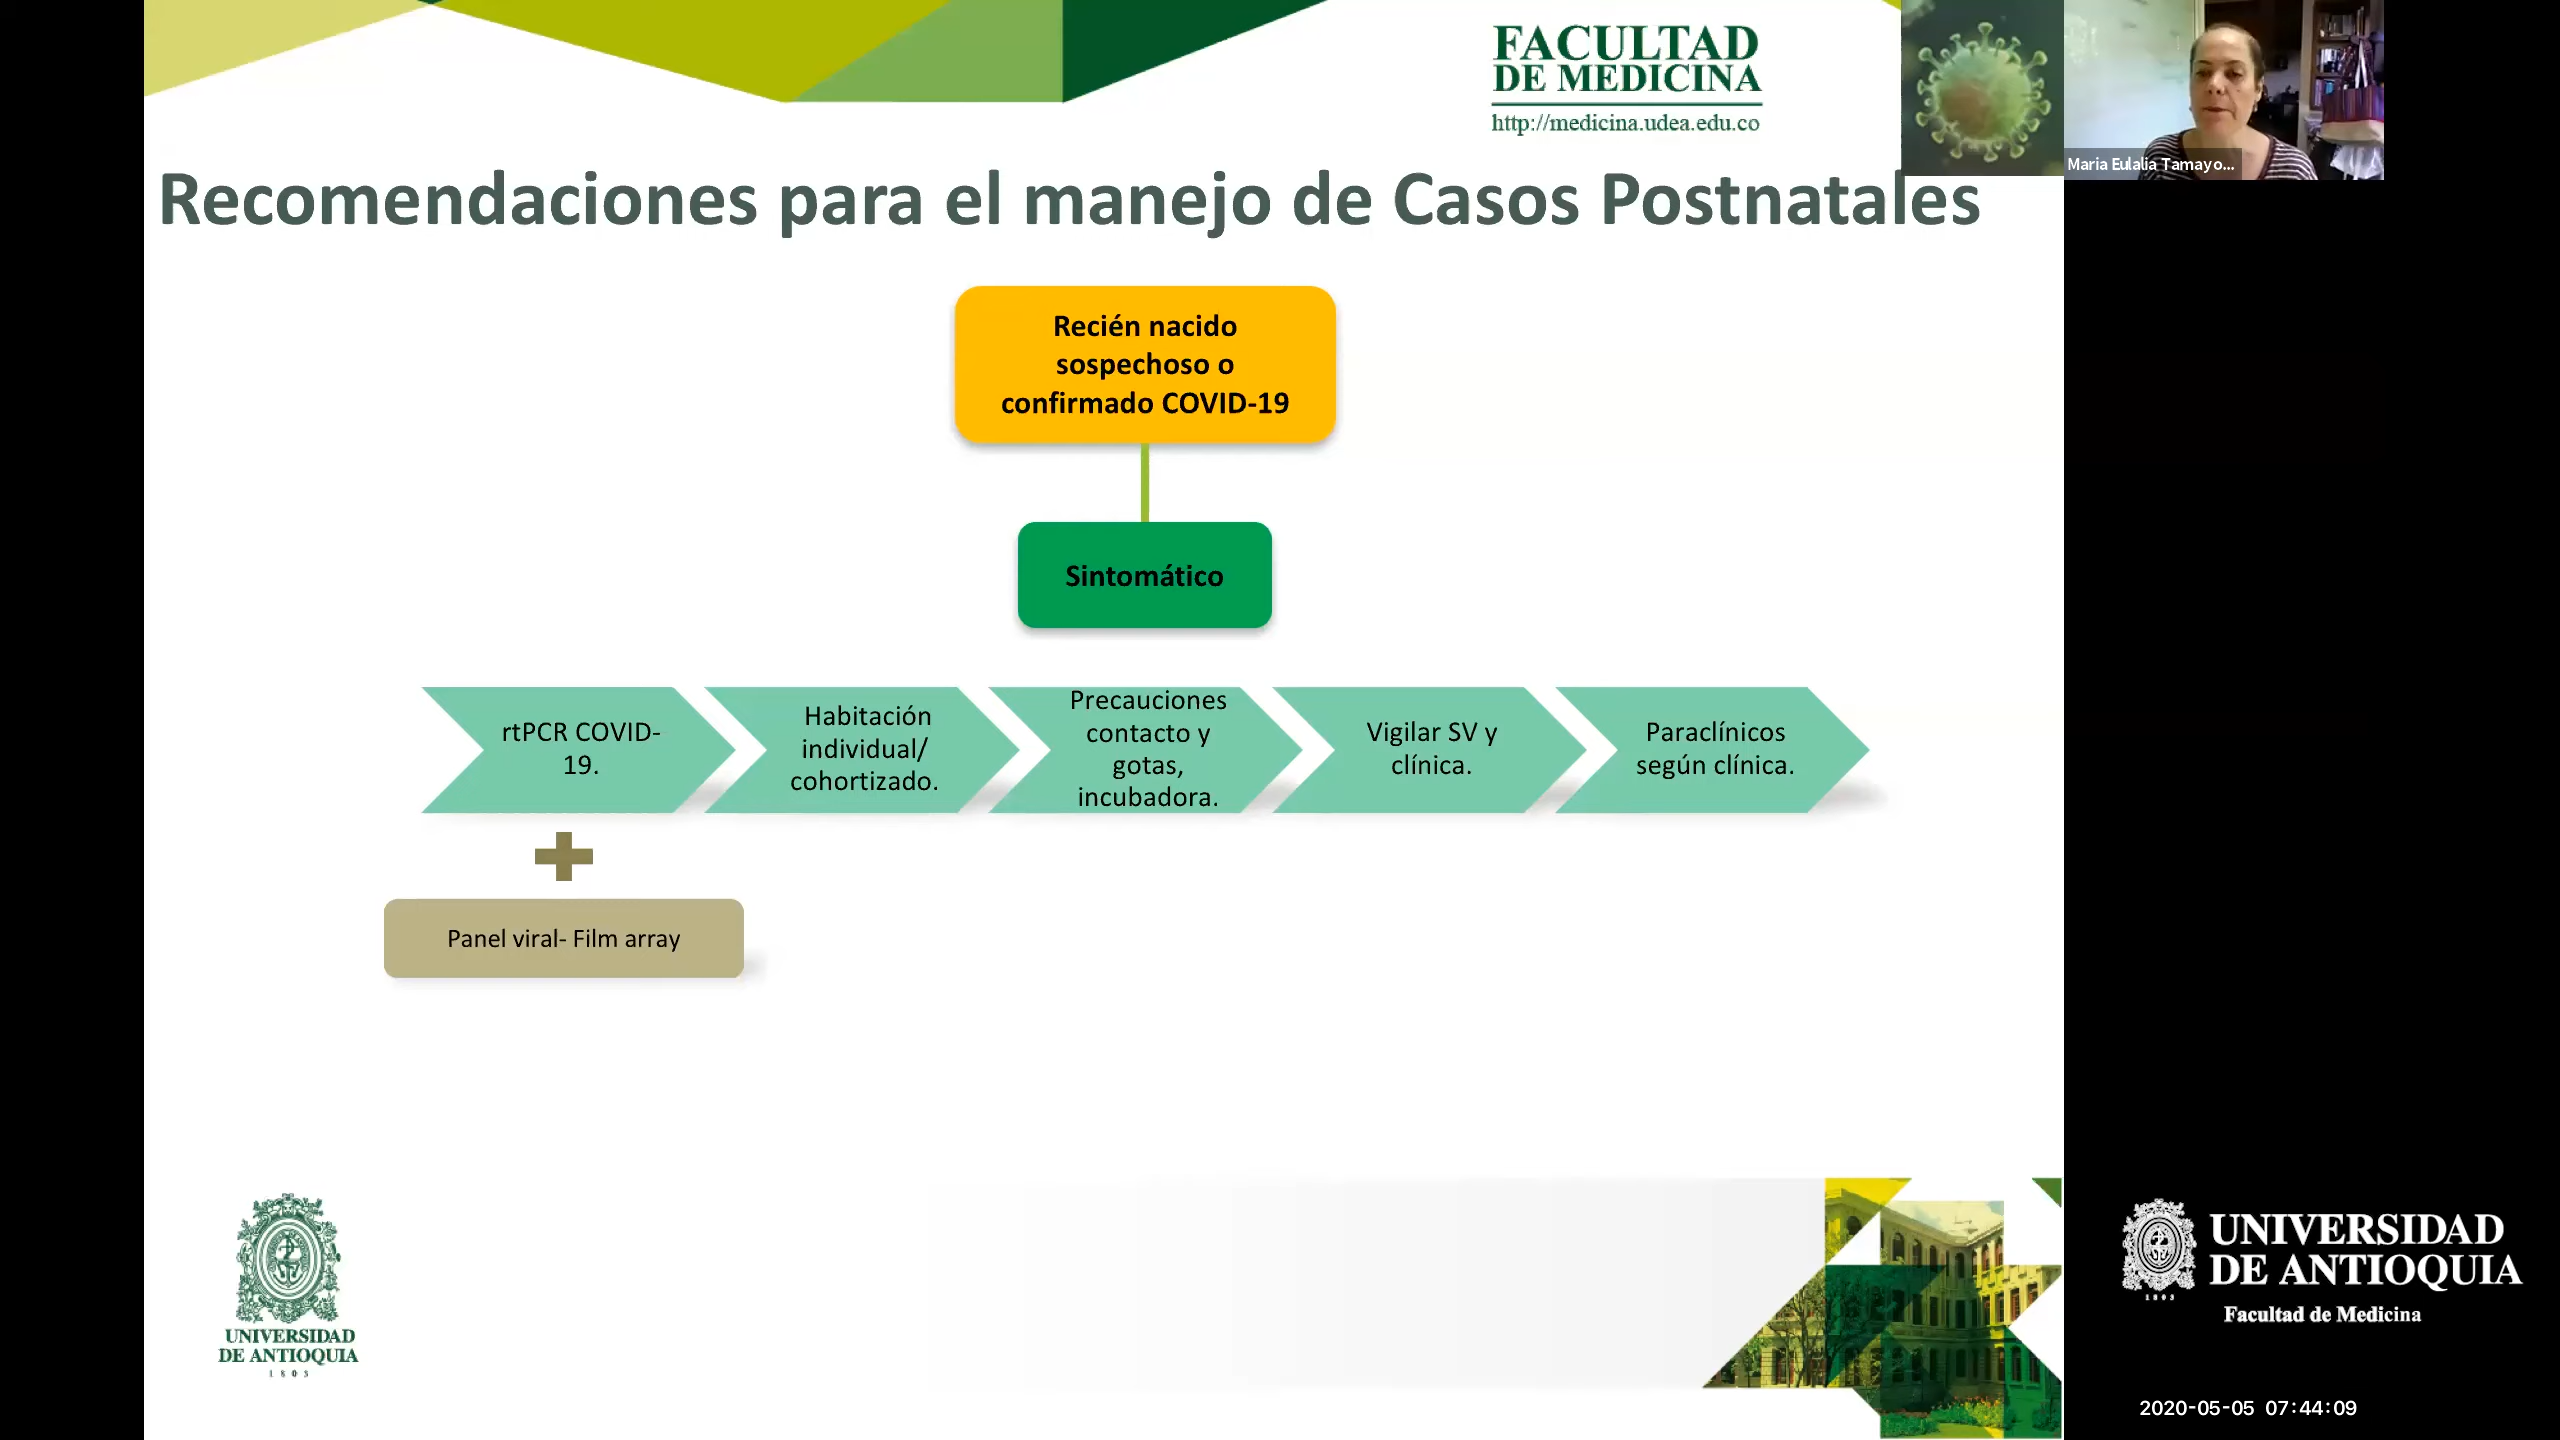 FACULTAD
DE MEDICINA
http://medicina.udea.edu.co
Maria Eulalia Tamayo...
Recomendaciones para el manejo de Casos Postnatales
Recién nacido
sospechoso o
confirmado COVID-19
Sintomático
rtPCR COVID-
19.
Habitación
individual/
cohortizado.
Precauciones
contacto y
gotas,
incubadora.
Vigilar SV y
clínica.
Paraclínicos
según clínica.
Panel viral- Film array
UNIVERSIDAD
DE ANTIOQUIA
1803
UNIVERSIDAD
DE ANTIOQUIA
1803
Facultad de Medicina
2020-05-05 07:44:09